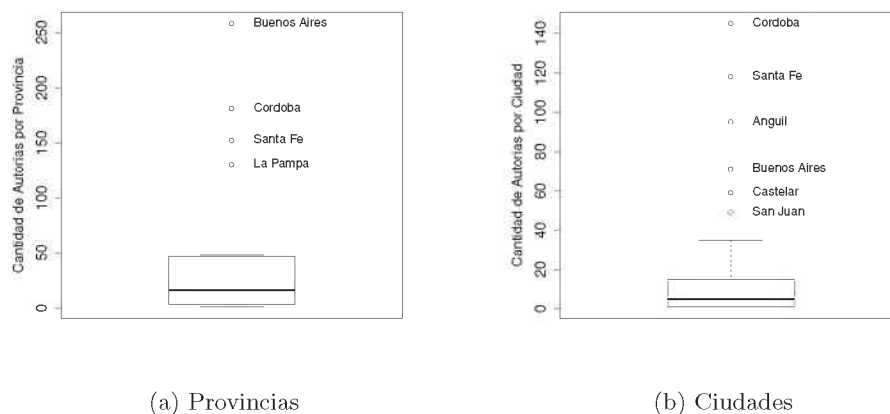 Cantidad de Autorias por Provincia
250
200
150
100
50
0
Buenos Aires
Cordoba
Santa Fe
La Pampa
(a) Provincias
Cantidad de Autorias por Ciudad
140
120
100
80
60
40
20
0
Cordoba
Santa Fe
Anguil
Buenos Aires
Castelar
San Juan
(b) Ciudades